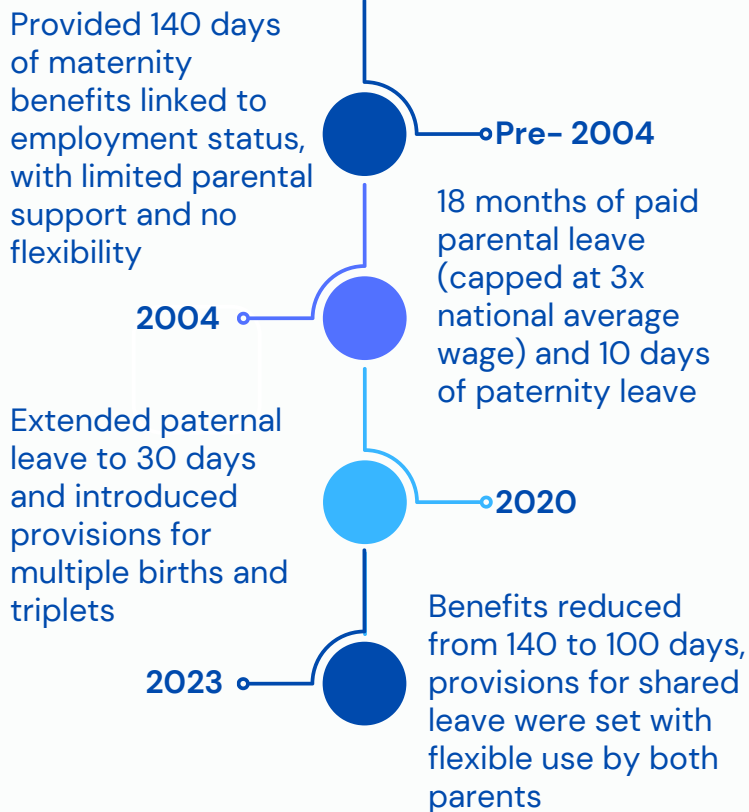 Provided 140 days
of maternity
benefits linked to
employment status,
with limited parental
support and no
flexibility
Pre- 2004
18 months of paid
parental leave
(capped at 3x
national average
wage) and 10 days
of paternity leave
2004
Extended paternal
leave to 30 days
and introduced
provisions for
multiple births and
triplets
2020
Benefits reduced
from 140 to 100 days,
provisions for shared
leave were set with
flexible use by both
parents
2023